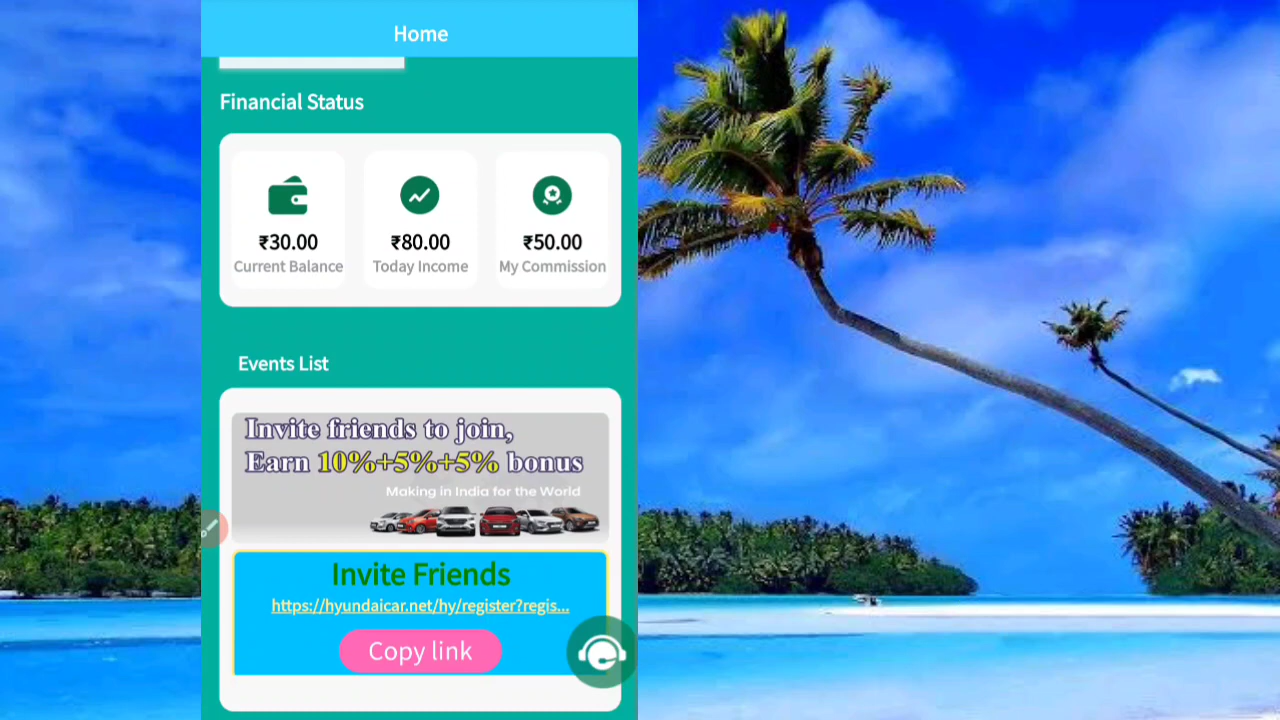 Home
Financial Status
₹30.00
Current Balance
₹80.00
Today Income
₹50.00
My Commission
Events List
Invite friends to join,
Earn 10%+5%+5% bonus
Making in India for the World
Invite Friends
https://hyundaicar.net/hy/register?regis...
Copy link